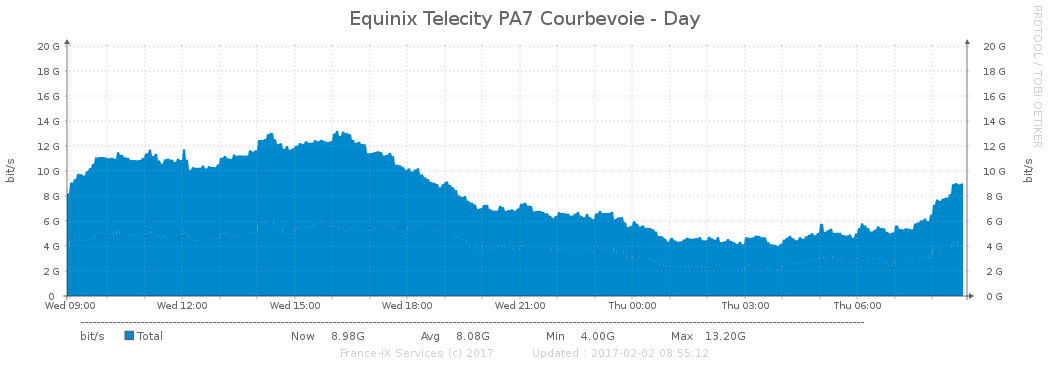 Equinix Telecity PA7 Courbevoie - Day
RRDTOOL / TOBI OETIKER
bit/s
bit/s
20 G 20 G
18 G 18 G
16 G 16 G
14 G 14 G
12 G 12 G
10 G 10 G
8 G 8 G
6 G 6 G
4 G 4 G
2 G 2 G
0 0 G
Wed 09:00 Wed 12:00 Wed 15:00 Wed 18:00 Wed 21:00 Thu 00:00 Thu 03:00 Thu 06:00
bit/s Total Now 8.98G Avg 8.08G Min 4.00G Max 13.20G
France-IX Services (c) 2017 Updated : 2017-02-02 08:55:12